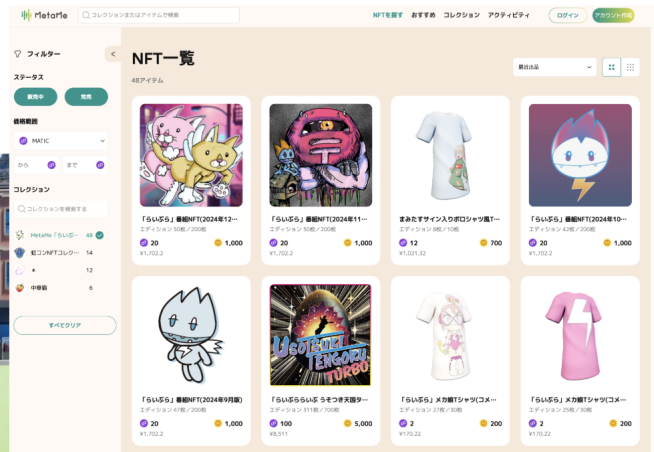 MetaMe
コレクションまたはアイテムで検索
NFTを探す おすすめ コレクション アクティビティ
ログイン
アカウント作成
フィルター
ステータス
販売中
完売
価格範囲
MATIC
から
まで
コレクション
コレクションを検索する
MetaMe「らいぶ… 48
虹コンNFTコレク… 14
* 12
中華猫 6
すべてクリア
NFT一覧
48アイテム
最近出品
「らいぶら」番組NFT(2024年12…
エディション 50枚/200枚
20 1,000
¥1,702.2
「らいぶら」番組NFT(2024年11…
エディション 50枚/200枚
20 1,000
¥1,702.2
まみたすサイン入りポロシャツ風T…
エディション 8枚/10枚
12 700
¥1,021.32
「らいぶら」番組NFT(2024年10…
エディション 42枚/200枚
20 1,000
¥1,702.2
「らいぶら」番組NFT(2024年9月版)
エディション 47枚/200枚
20 1,000
¥1,702.2
USOTSUKI
TENGOKU
TURBO
「らいぶらいぶ うそつき天国タ…
エディション 311枚/700枚
100 5,000
¥8,511
「らいぶら」メカ娘Tシャツ(コメ…
エディション 27枚/30枚
2 200
¥170.22
「らいぶら」メカ娘Tシャツ(コメ…
エディション 25枚/30枚
2 200
¥170.22